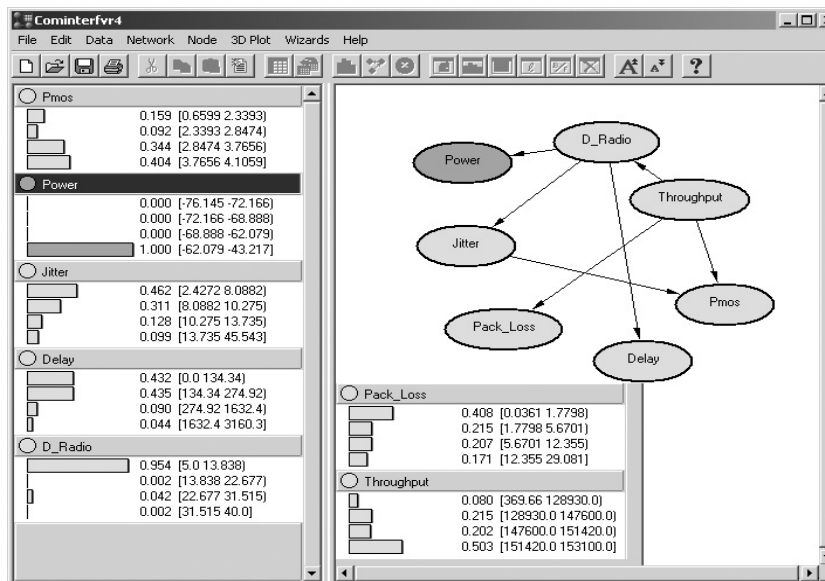 Cominterfvr4
File Edit Data Network Node 3D Plot Wizards Help
Pmos
0.159 [0.6599 2.3393)
0.092 [2.3393 2.8474)
0.344 [2.8474 3.7656)
0.404 [3.7656 4.1059)
Power
0.000 [-76.145 -72.166)
0.000 [-72.166 -68.888)
0.000 [-68.888 -62.079)
1.000 [-62.079 -43.217)
Jitter
0.462 [2.4272 8.0882)
0.311 [8.0882 10.275)
0.128 [10.275 13.735)
0.099 [13.735 45.543)
Delay
0.432 [0.0 134.34)
0.435 [134.34 274.92)
0.090 [274.92 1632.4)
0.044 [1632.4 3160.3]
D_Radio
0.954 [5.0 13.838)
0.002 [13.838 22.677)
0.042 [22.677 31.515)
0.002 [31.515 40.0]
D_Radio
Power
Throughput
Jitter
Pmos
Pack_Loss
Delay
Pack_Loss
0.408 [0.0361 1.7798)
0.215 [1.7798 5.6701)
0.207 [5.6701 12.355)
0.171 [12.355 29.081)
Throughput
0.080 [369.66 128930.0)
0.215 [128930.0 147600.0)
0.202 [147600.0 151420.0)
0.503 [151420.0 153100.0]